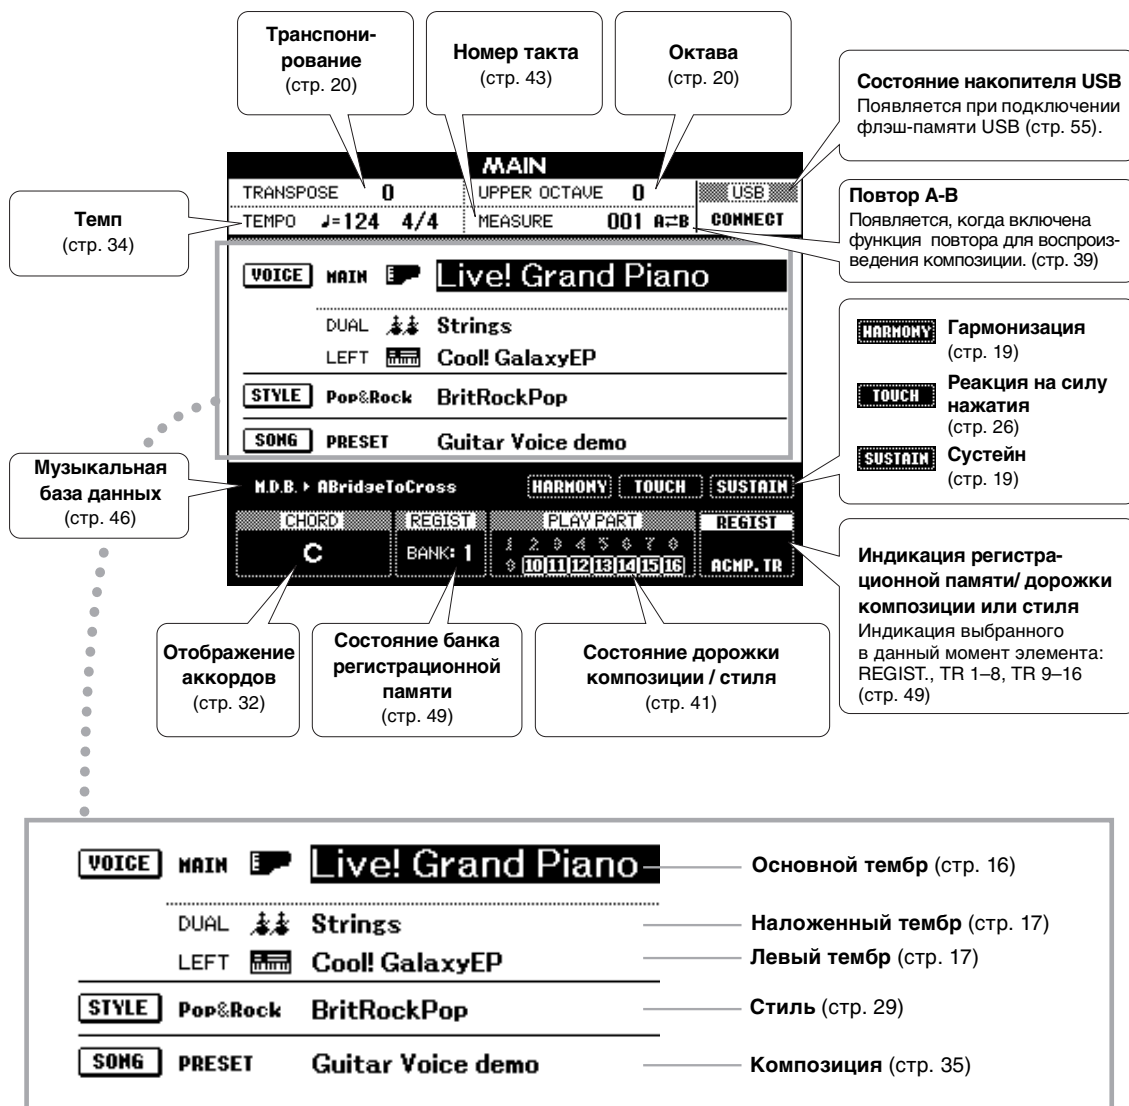 Транспони-
рование
(стр. 20)
Номер такта
(стр. 43)
Октава
(стр. 20)
Состояние накопителя USB
Появляется при подключении
флэш-памяти USB (стр. 55).
MAIN
TRANSPOSE 0 UPPER OCTAVE 0 USB
TEMPO ♩=124 4/4 MEASURE 001 A⇄B CONNECT
Темп
(стр. 34)
Повтор A-B
Появляется, когда включена
функция повтора для воспроиз-
ведения композиции. (стр. 39)
VOICE MAIN Live! Grand Piano
DUAL Strings
LEFT Cool! GalaxyEP
STYLE Pop&Rock BritRockPop
SONG PRESET Guitar Voice demo
HARMONY Гармонизация
(стр. 19)
TOUCH Реакция на силу
нажатия
(стр. 26)
SUSTAIN Сустейн
(стр. 19)
Музыкальная
база данных
(стр. 46)
M.D.B. ▸ ABridgeToCross HARMONY TOUCH SUSTAIN
CHORD REGIST PLAY PART REGIST
1 2 3 4 5 6 7 8
C BANK: 1
9 10 11 12 13 14 15 16 ACMP. TR
Индикация регистра-
ционной памяти/ дорожки
композиции или стиля
Индикация выбранного
в данный момент элемента:
REGIST., TR 1–8, TR 9–16
(стр. 49)
Отображение
аккордов
(стр. 32)
Состояние банка
регистрационной
памяти
(стр. 49)
Состояние дорожки
композиции / стиля
(стр. 41)
VOICE MAIN Live! Grand Piano Основной тембр (стр. 16)
DUAL Strings Наложенный тембр (стр. 17)
LEFT Cool! GalaxyEP Левый тембр (стр. 17)
STYLE Pop&Rock BritRockPop Стиль (стр. 29)
SONG PRESET Guitar Voice demo Композиция (стр. 35)